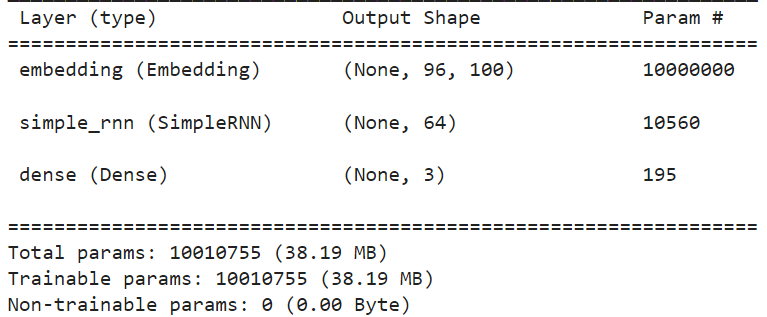 Layer (type) Output Shape Param #
=================================================================
embedding (Embedding) (None, 96, 100) 10000000
simple_rnn (SimpleRNN) (None, 64) 10560
dense (Dense) (None, 3) 195
=================================================================
Total params: 10010755 (38.19 MB)
Trainable params: 10010755 (38.19 MB)
Non-trainable params: 0 (0.00 Byte)